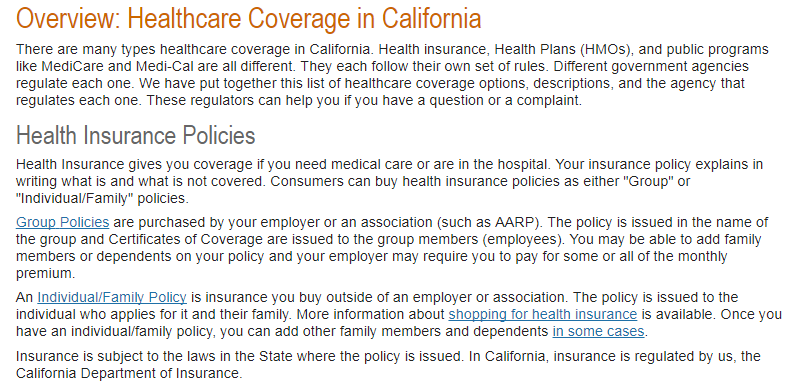 Overview: Healthcare Coverage in California
There are many types healthcare coverage in California. Health insurance, Health Plans (HMOs), and public programs
like MediCare and Medi-Cal are all different. They each follow their own set of rules. Different government agencies
regulate each one. We have put together this list of healthcare coverage options, descriptions, and the agency that
regulates each one. These regulators can help you if you have a question or a complaint.
Health Insurance Policies
Health Insurance gives you coverage if you need medical care or are in the hospital. Your insurance policy explains in
writing what is and what is not covered. Consumers can buy health insurance policies as either "Group" or
"Individual/Family" policies.
Group Policies are purchased by your employer or an association (such as AARP). The policy is issued in the name of
the group and Certificates of Coverage are issued to the group members (employees). You may be able to add family
members or dependents on your policy and your employer may require you to pay for some or all of the monthly
premium.
An Individual/Family Policy is insurance you buy outside of an employer or association. The policy is issued to the
individual who applies for it and their family. More information about shopping for health insurance is available. Once you
have an individual/family policy, you can add other family members and dependents in some cases.
Insurance is subject to the laws in the State where the policy is issued. In California, insurance is regulated by us, the
California Department of Insurance.